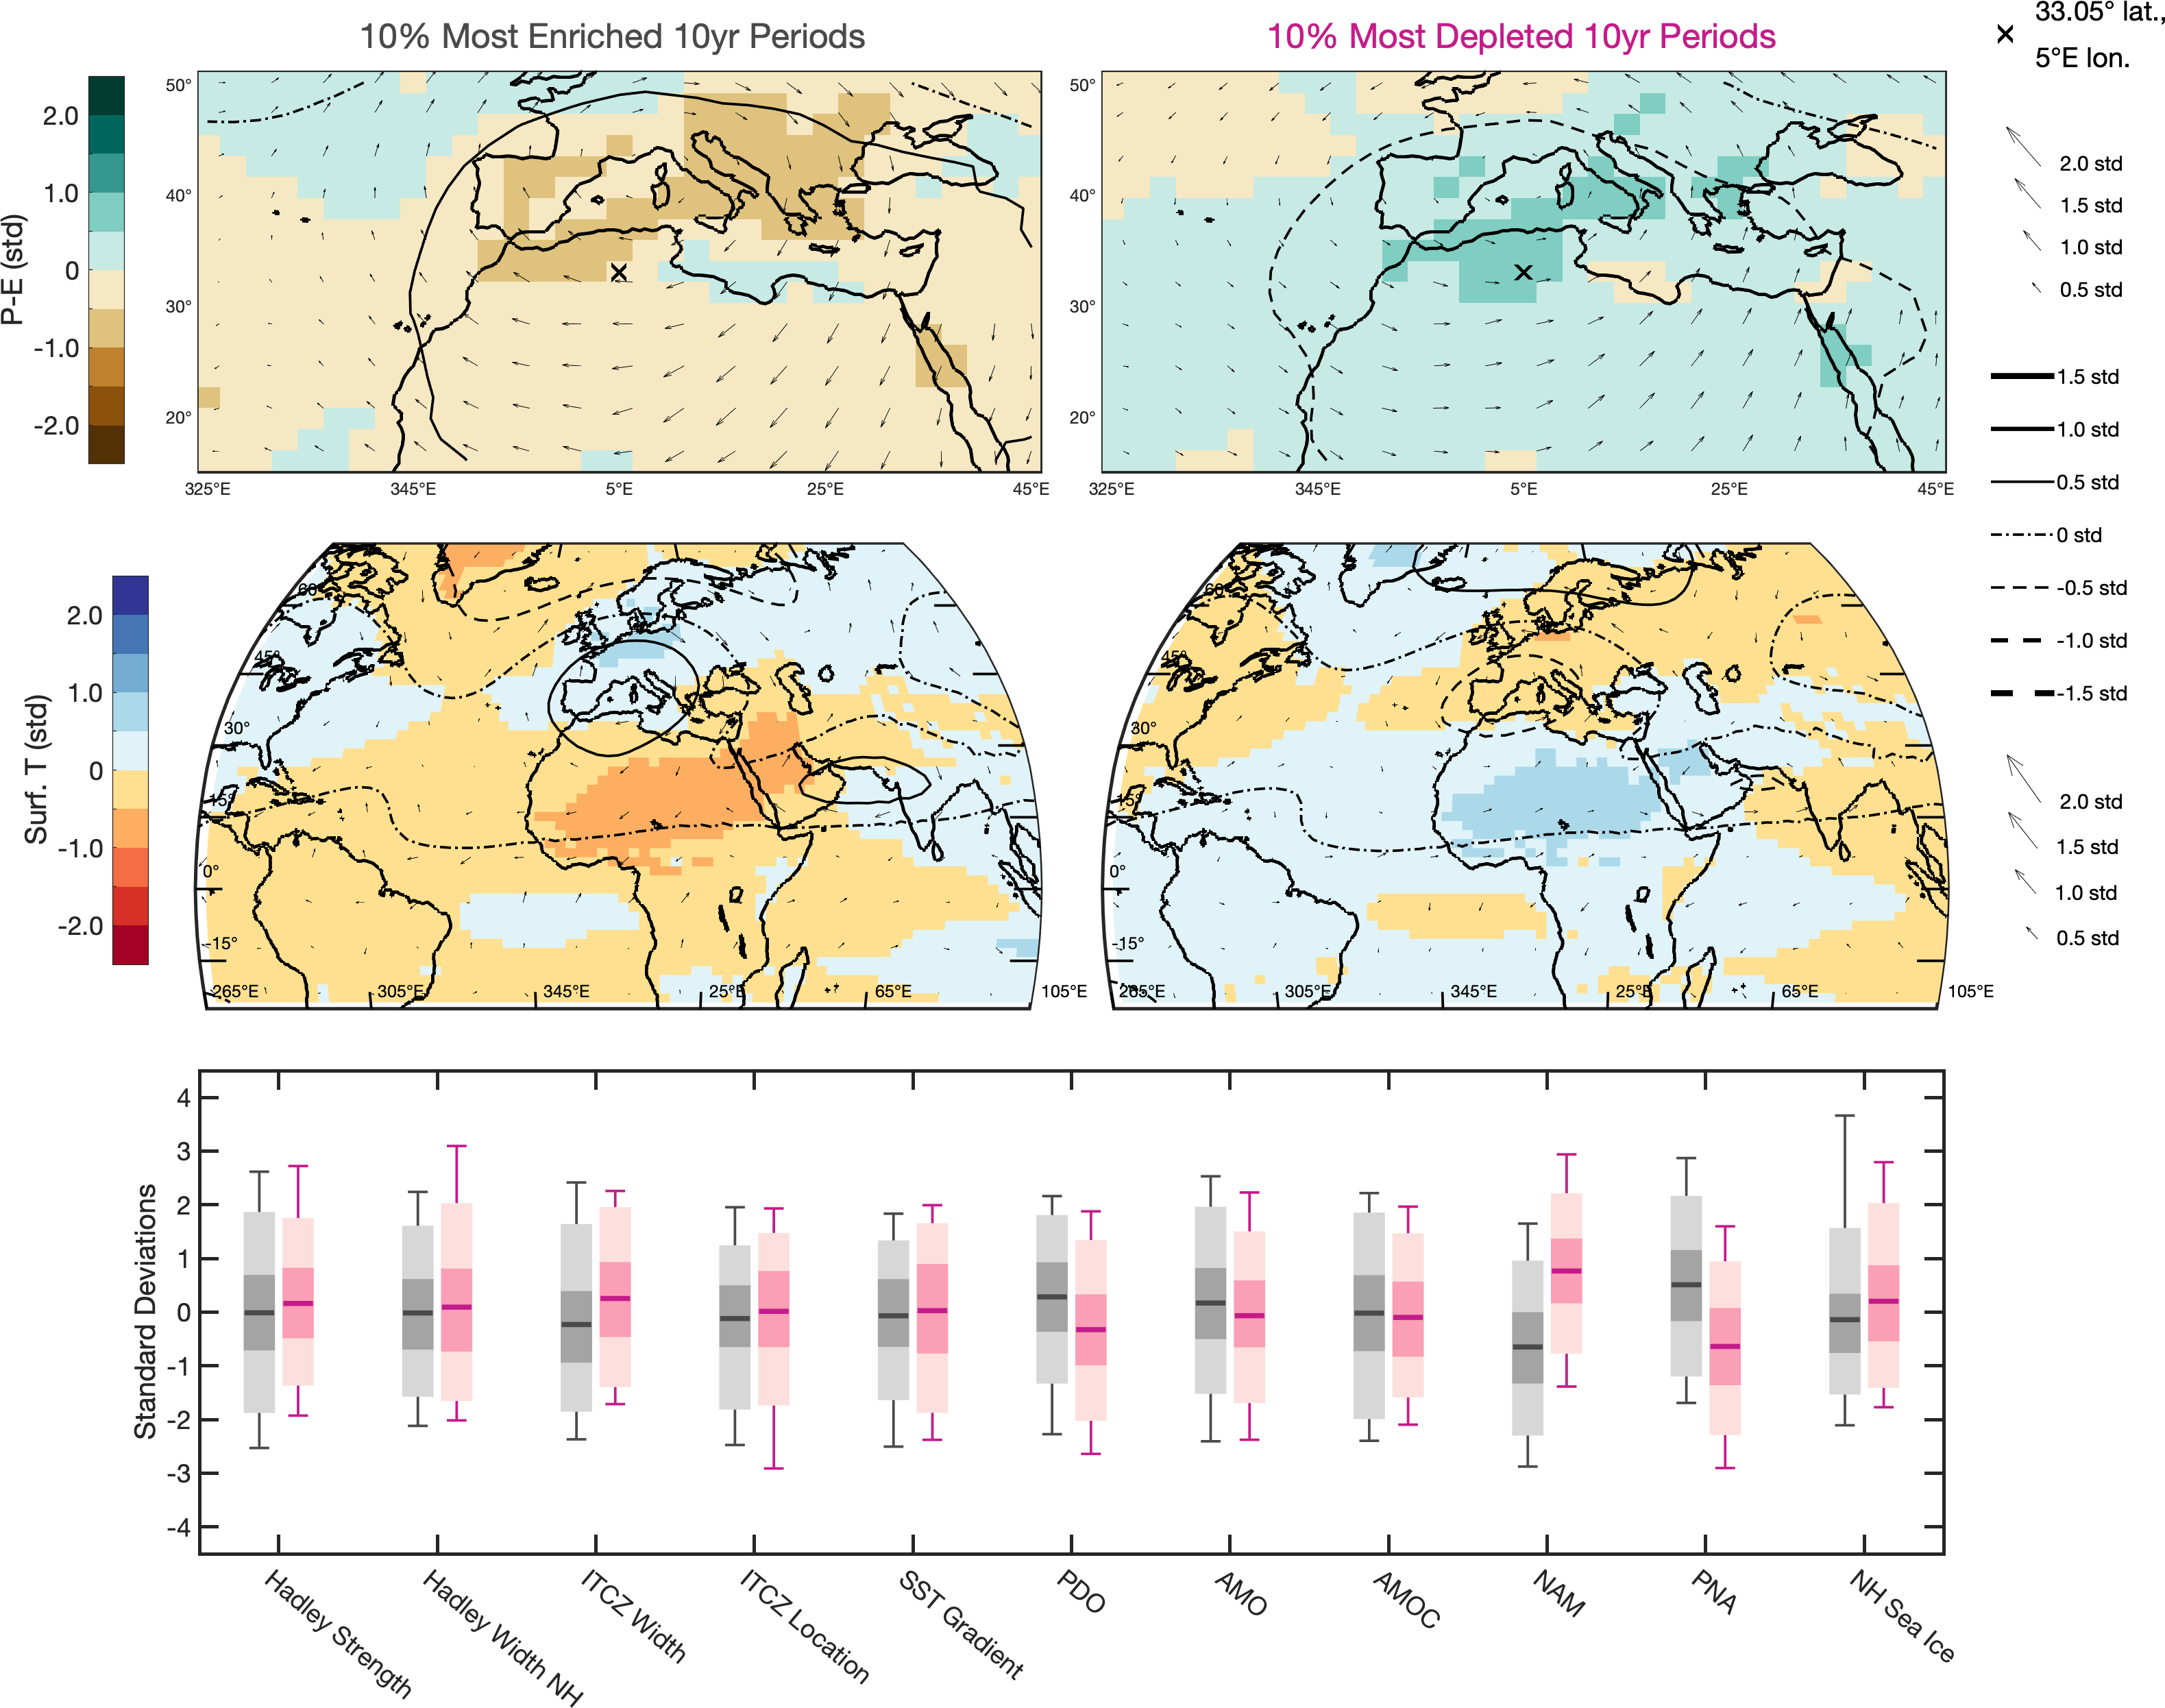 10% Most Enriched 10yr Periods
10% Most Depleted 10yr Periods
33.05° lat.,
5°E lon.
P-E (std)
2.0
1.0
0
-1.0
-2.0
50°
40°
30°
20°
325°E 345°E 5°E 25°E 45°E
50°
40°
30°
20°
325°E 345°E 5°E 25°E 45°E
2.0 std
1.5 std
1.0 std
0.5 std
1.5 std
1.0 std
0.5 std
0 std
-0.5 std
-1.0 std
-1.5 std
Surf. T (std)
2.0
1.0
0
-1.0
-2.0
60°
45°
30°
15°
0°
-15°
265°E 305°E 345°E 25°E 65°E 105°E
60°
45°
30°
15°
0°
-15°
265°E 305°E 345°E 25°E 65°E 105°E
2.0 std
1.5 std
1.0 std
0.5 std
Standard Deviations
4
3
2
1
0
-1
-2
-3
-4
Hadley Strength
Hadley Width NH
ITCZ Width
ITCZ Location
SST Gradient
PDO
AMO
AMOC
NAM
PNA
NH Sea Ice